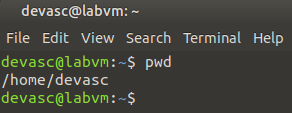 devasc@labvm: ~
File Edit View Search Terminal Help
devasc@labvm:~$ pwd
/home/devasc
devasc@labvm:~$